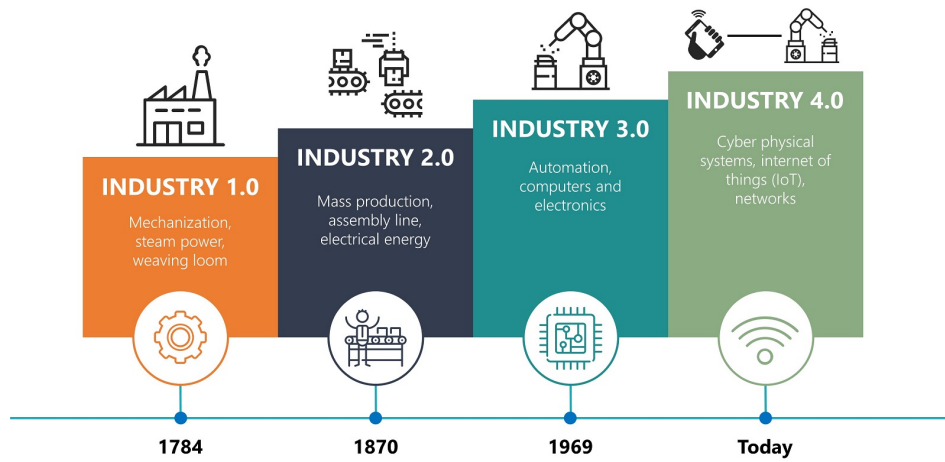 INDUSTRY 1.0
Mechanization,
steam power,
weaving loom
1784
INDUSTRY 2.0
Mass production,
assembly line,
electrical energy
1870
INDUSTRY 3.0
Automation,
computers and
electronics
1969
INDUSTRY 4.0
Cyber physical
systems, internet of
things (IoT),
networks
Today